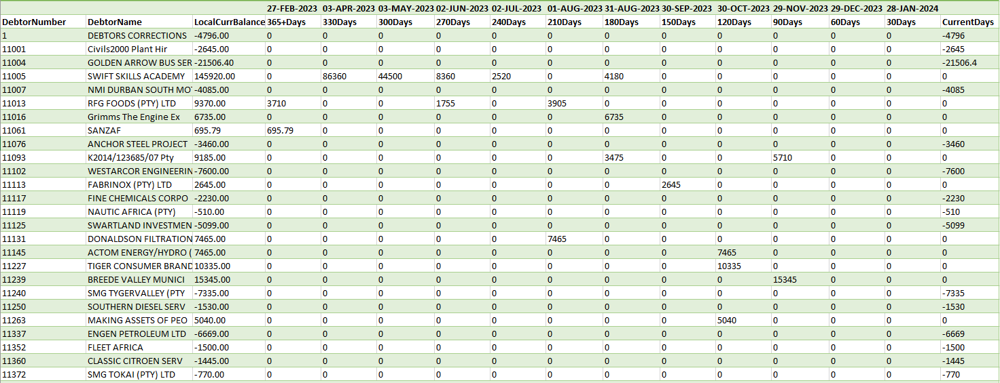 27-FEB-2023 03-APR-2023 03-MAY-2023 02-JUN-2023 02-JUL-2023 01-AUG-2023 31-AUG-2023 30-SEP-2023 30-OCT-2023 29-NOV-2023 29-DEC-2023 28-JAN-2024
DebtorNumber DebtorName LocalCurrBalance 365+Days 330Days 300Days 270Days 240Days 210Days 180Days 150Days 120Days 90Days 60Days 30Days CurrentDays
1 DEBTORS CORRECTIONS -4796.00 0 0 0 0 0 0 0 0 0 0 0 0 -4796
11001 Civils2000 Plant Hir -2645.00 0 0 0 0 0 0 0 0 0 0 0 0 -2645
11004 GOLDEN ARROW BUS SER -21506.40 0 0 0 0 0 0 0 0 0 0 0 0 -21506.4
11005 SWIFT SKILLS ACADEMY 145920.00 0 86360 44500 8360 2520 0 4180 0 0 0 0 0 0
11007 NMI DURBAN SOUTH MO -4085.00 0 0 0 0 0 0 0 0 0 0 0 0 -4085
11013 RFG FOODS (PTY) LTD 9370.00 3710 0 0 1755 0 3905 0 0 0 0 0 0 0
11016 Grimms The Engine Ex 6735.00 0 0 0 0 0 0 6735 0 0 0 0 0 0
11061 SANZAF 695.79 695.79 0 0 0 0 0 0 0 0 0 0 0 0
11076 ANCHOR STEEL PROJECT -3460.00 0 0 0 0 0 0 0 0 0 0 0 0 -3460
11093 K2014/123685/07 Pty 9185.00 0 0 0 0 0 0 3475 0 0 5710 0 0 0
11102 WESTARCOR ENGINEERIN -7600.00 0 0 0 0 0 0 0 0 0 0 0 0 -7600
11113 FABRINOX (PTY) LTD 2645.00 0 0 0 0 0 0 0 2645 0 0 0 0 0
11117 FINE CHEMICALS CORPO -2230.00 0 0 0 0 0 0 0 0 0 0 0 0 -2230
11119 NAUTIC AFRICA (PTY) -510.00 0 0 0 0 0 0 0 0 0 0 0 0 -510
11125 SWARTLAND INVESTMEN -5099.00 0 0 0 0 0 0 0 0 0 0 0 0 -5099
11131 DONALDSON FILTRATION 7465.00 0 0 0 0 0 7465 0 0 0 0 0 0 0
11145 ACTOM ENERGY/HYDRO ( 7465.00 0 0 0 0 0 0 0 0 7465 0 0 0 0
11227 TIGER CONSUMER BRAND 10335.00 0 0 0 0 0 0 0 0 10335 0 0 0 0
11239 BREEDE VALLEY MUNICI 15345.00 0 0 0 0 0 0 0 0 0 15345 0 0 0
11240 SMG TYGERVALLEY (PTY -7335.00 0 0 0 0 0 0 0 0 0 0 0 0 -7335
11250 SOUTHERN DIESEL SERV -1530.00 0 0 0 0 0 0 0 0 0 0 0 0 -1530
11263 MAKING ASSETS OF PEO 5040.00 0 0 0 0 0 0 0 0 5040 0 0 0 0
11337 ENGEN PETROLEUM LTD -6669.00 0 0 0 0 0 0 0 0 0 0 0 0 -6669
11352 FLEET AFRICA -1500.00 0 0 0 0 0 0 0 0 0 0 0 0 -1500
11360 CLASSIC CITROEN SERV -1445.00 0 0 0 0 0 0 0 0 0 0 0 0 -1445
11372 SMG TOKAI (PTY) LTD -770.00 0 0 0 0 0 0 0 0 0 0 0 0 -770